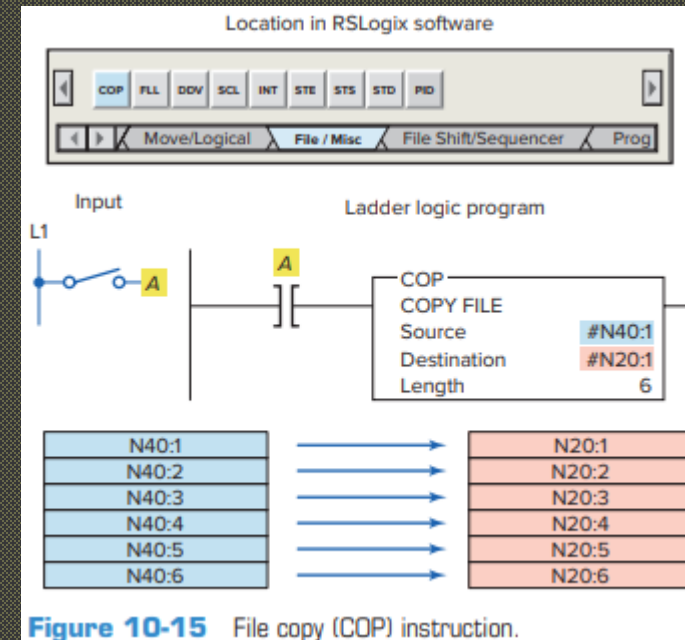 Location in RSLogix software
COP FLL DDV SCL INT STE STS STD PID
Move/Logical File / Misc File Shift/Sequencer Prog
Input
Ladder logic program
L1
A
A
COP
COPY FILE
Source #N40:1
Destination #N20:1
Length 6
N40:1 N20:1
N40:2 N20:2
N40:3 N20:3
N40:4 N20:4
N40:5 N20:5
N40:6 N20:6
Figure 10-15 File copy (COP) instruction.